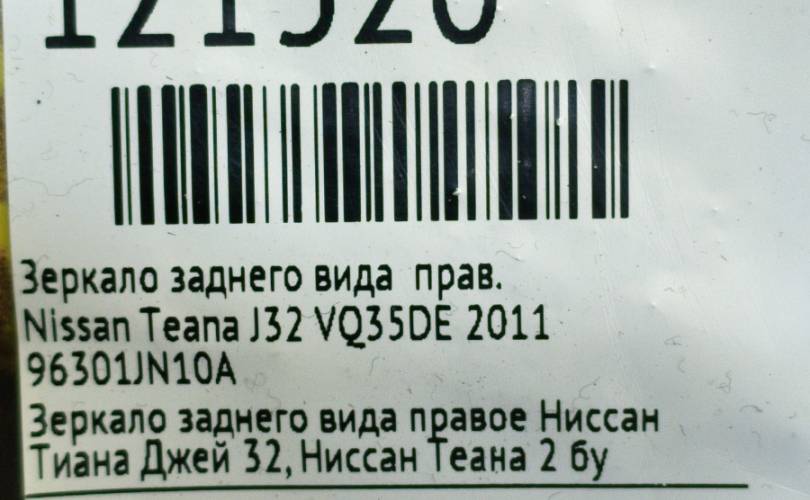 121520
Зеркало заднего вида прав.
Nissan Teana J32 VQ35DE 2011
96301JN10A
Зеркало заднего вида правое Ниссан
Тиана Джей 32, Ниссан Теана 2 бу